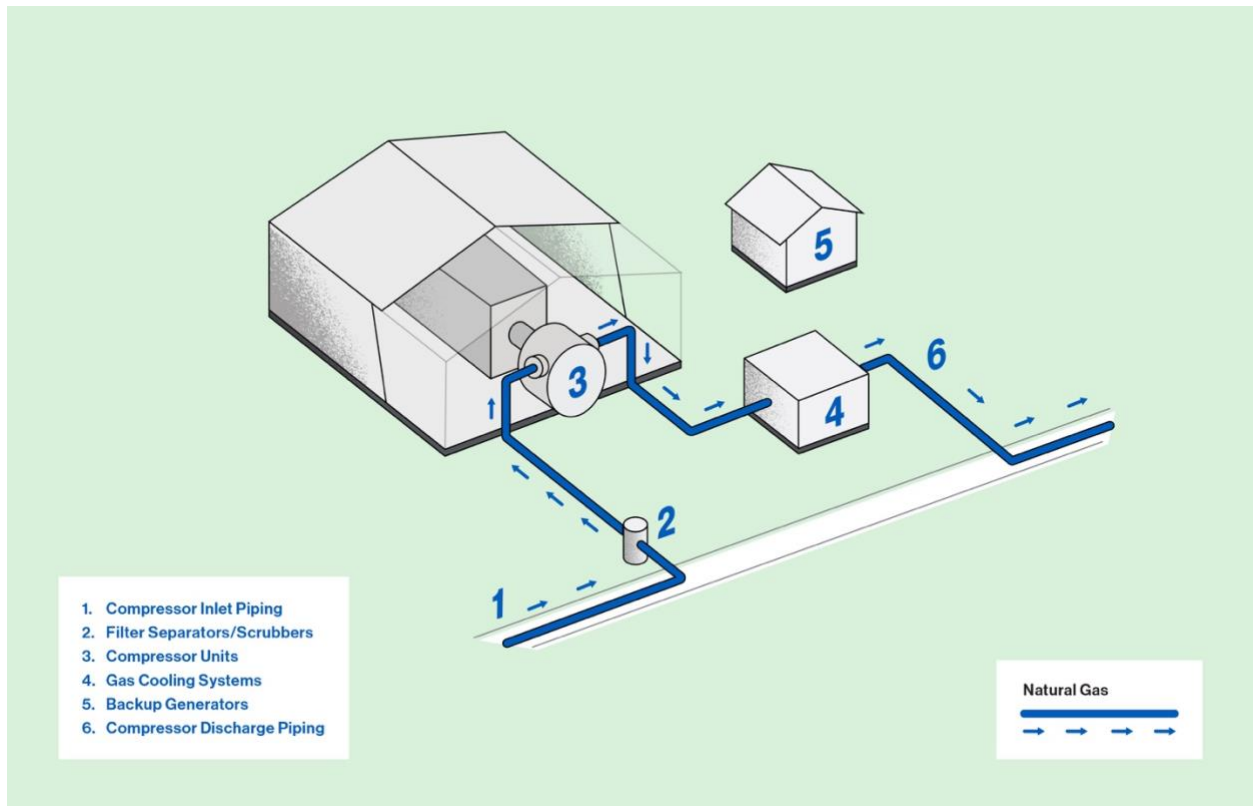 5
6
3
4
2
1
1. Compressor Inlet Piping
2. Filter Separators/Scrubbers
3. Compressor Units
4. Gas Cooling Systems
5. Backup Generators
6. Compressor Discharge Piping
Natural Gas